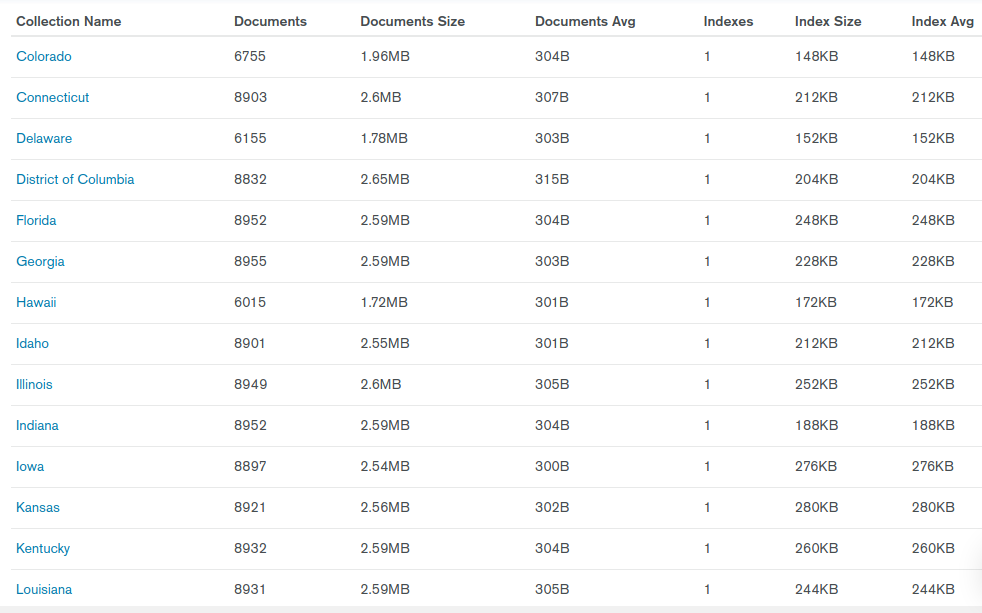 Collection Name Documents Documents Size Documents Avg Indexes Index Size Index Avg
Colorado 6755 1.96MB 304B 1 148KB 148KB
Connecticut 8903 2.6MB 307B 1 212KB 212KB
Delaware 6155 1.78MB 303B 1 152KB 152KB
District of Columbia 8832 2.65MB 315B 1 204KB 204KB
Florida 8952 2.59MB 304B 1 248KB 248KB
Georgia 8955 2.59MB 303B 1 228KB 228KB
Hawaii 6015 1.72MB 301B 1 172KB 172KB
Idaho 8901 2.55MB 301B 1 212KB 212KB
Illinois 8949 2.6MB 305B 1 252KB 252KB
Indiana 8952 2.59MB 304B 1 188KB 188KB
Iowa 8897 2.54MB 300B 1 276KB 276KB
Kansas 8921 2.56MB 302B 1 280KB 280KB
Kentucky 8932 2.59MB 304B 1 260KB 260KB
Louisiana 8931 2.59MB 305B 1 244KB 244KB